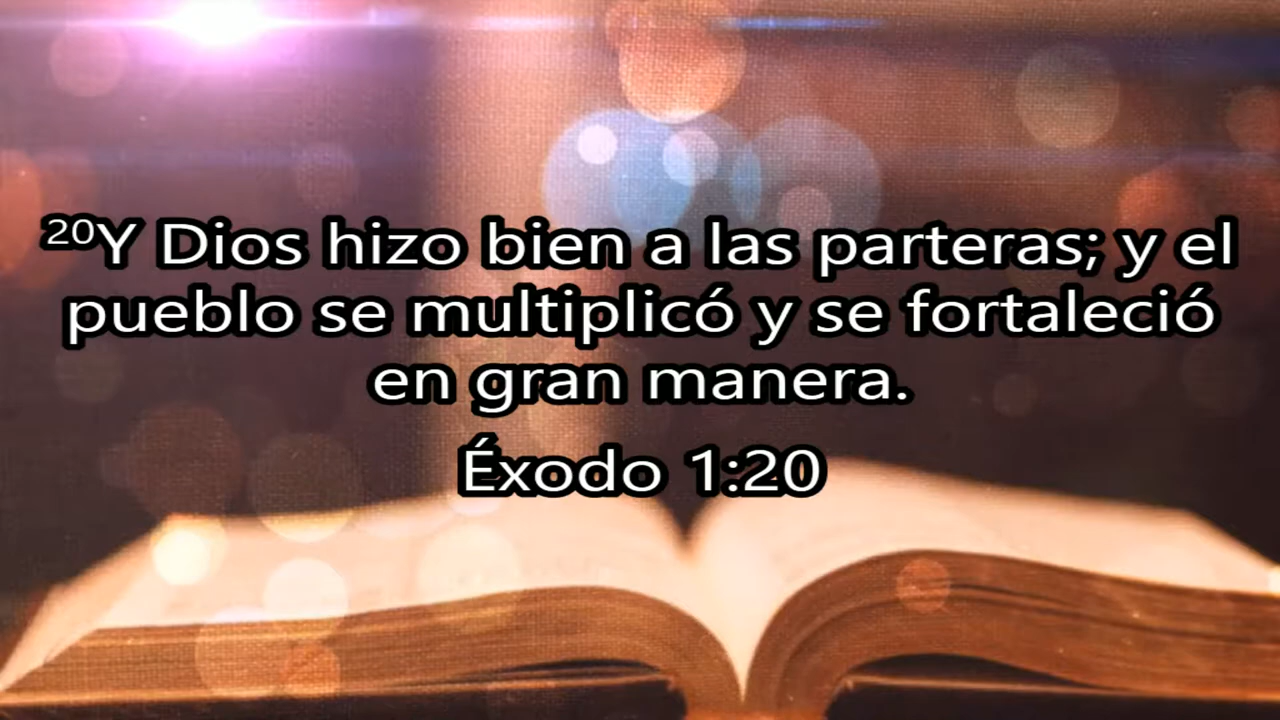 ²⁰Y Dios hizo bien a las parteras; y el
pueblo se multiplicó y se fortaleció
en gran manera.
Éxodo 1:20